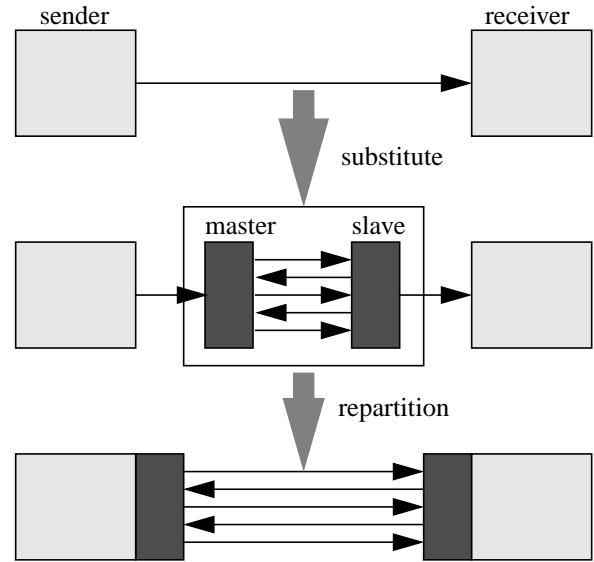 sender
receiver
substitute
master
slave
repartition